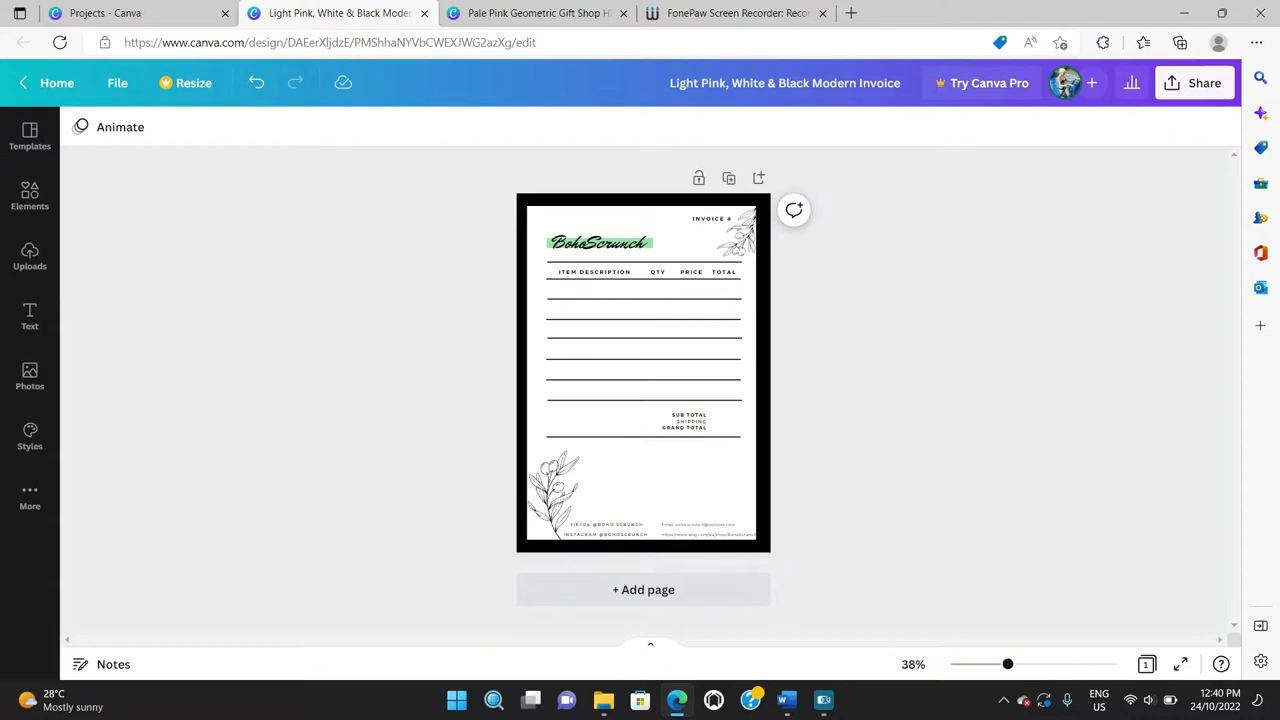 Projects - Canva
Light Pink, White & Black Modern
Pale Pink Geometric Gift Shop H
FonePaw Screen Recorder: Recor
https://www.canva.com/design/DAEerXljdzE/PMShhaNYVbCWEXJWG2azXg/edit
Home
File
Resize
Light Pink, White & Black Modern Invoice
Try Canva Pro
Share
Templates
Animate
Elements
Uploads
Text
Photos
Styles
More
INVOICE #
BohoScrunch
ITEM DESCRIPTION QTY PRICE TOTAL
SUB TOTAL
SHIPPING
GRAND TOTAL
TIKTOK @BOHO.SCRUNCH
INSTAGRAM @BOHOSCRUNCH
+ Add page
Notes
38%
1
28°C
Mostly sunny
ENG
US
12:40 PM
24/10/2022